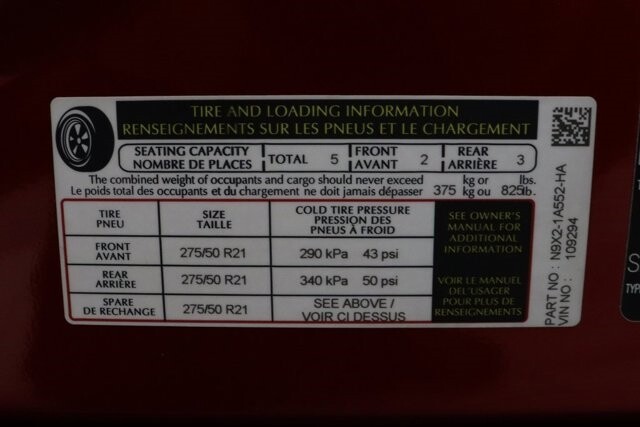 TIRE AND LOADING INFORMATION
RENSEIGNEMENTS SUR LES PNEUS ET LE CHARGEMENT
SEATING CAPACITY
NOMBRE DE PLACES
TOTAL 5
FRONT
AVANT 2
REAR
ARRIÈRE 3
The combined weight of occupants and cargo should never exceed
Le poids total des occupants et du chargement ne doit jamais dépasser
375
kg or
kg ou
825
lbs.
lb.
TIRE
PNEU
SIZE
TAILLE
COLD TIRE PRESSURE
PRESSION DES
PNEUS À FROID
FRONT
AVANT
275/50 R21
290 kPa 43 psi
REAR
ARRIÈRE
275/50 R21
340 kPa 50 psi
SPARE
DE RECHANGE
275/50 R21
SEE ABOVE /
VOIR CI DESSUS
SEE OWNER'S
MANUAL FOR
ADDITIONAL
INFORMATION
VOIR LE MANUEL
DEL'USAGER
POUR PLUS DE
RENSEIGNEMENTS
PART NO : N9X2-1A552-HA
VIN NO : 109294